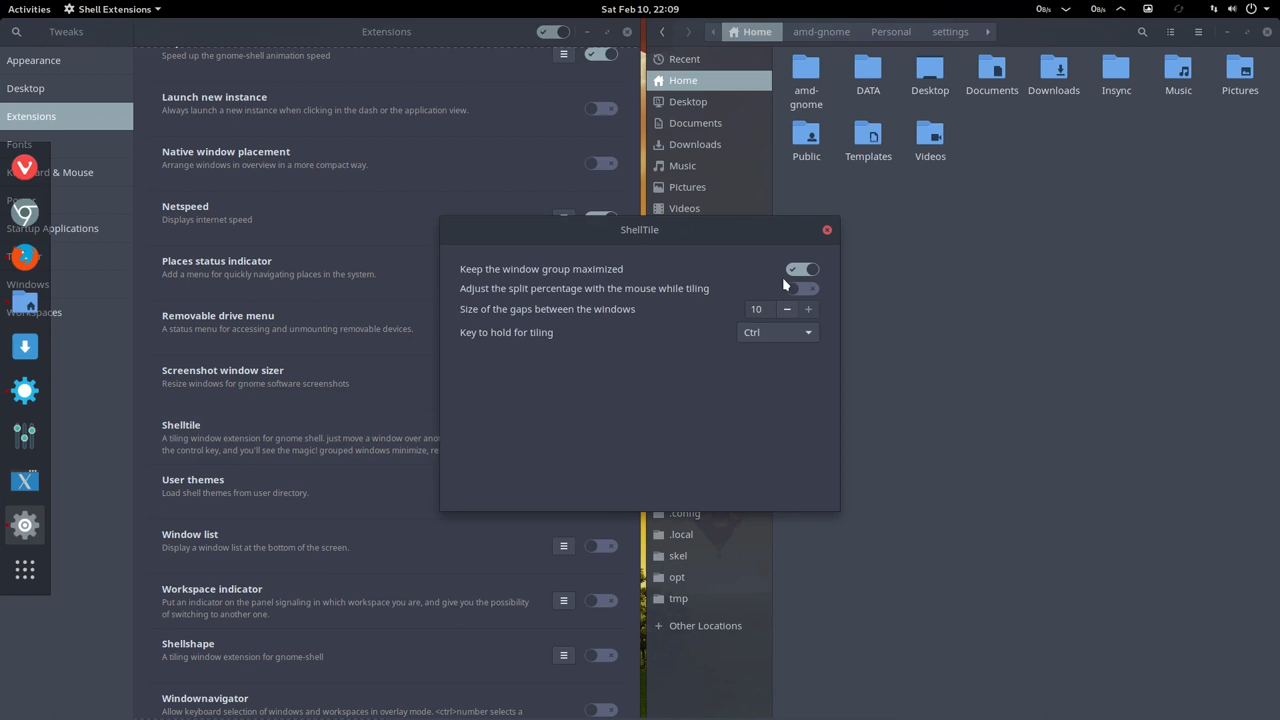 Activities
Shell Extensions
Sat Feb 10, 22:09
0B/s
0B/s
Tweaks
Extensions
Appearance
Desktop
Extensions
Fonts
Startup Applications
Windows
Speed up the gnome-shell animation speed
Launch new instance
Always launch a new instance when clicking in the dash or the application view.
Native window placement
Arrange windows in overview in a more compact way.
Netspeed
Displays internet speed
Places status indicator
Add a menu for quickly navigating places in the system.
Removable drive menu
A status menu for accessing and unmounting removable devices.
Screenshot window sizer
Resize windows for gnome software screenshots
Shelltile
A tiling window extension for gnome shell. just move a window over
the control key, and you'll see the magic! grouped windows minimize,
User themes
Load shell themes from user directory.
Window list
Display a window list at the bottom of the screen.
Workspace indicator
Put an indicator on the panel signaling in which workspace you are, and give you the possibility
of switching to another one.
Shellshape
A tiling window extension for gnome-shell
Windownavigator
Allow keyboard selection of windows and workspaces in overlay mode. <ctrl>number selects a
ShellTile
Keep the window group maximized
Adjust the split percentage with the mouse while tiling
Size of the gaps between the windows
10
Key to hold for tiling
Ctrl
Home
amd-gnome
Personal
settings
Recent
Home
Desktop
Documents
Downloads
Music
Pictures
Videos
.config
.local
skel
opt
tmp
Other Locations
amd-
gnome
DATA
Desktop
Documents
Downloads
Insync
Music
Pictures
Public
Templates
Videos